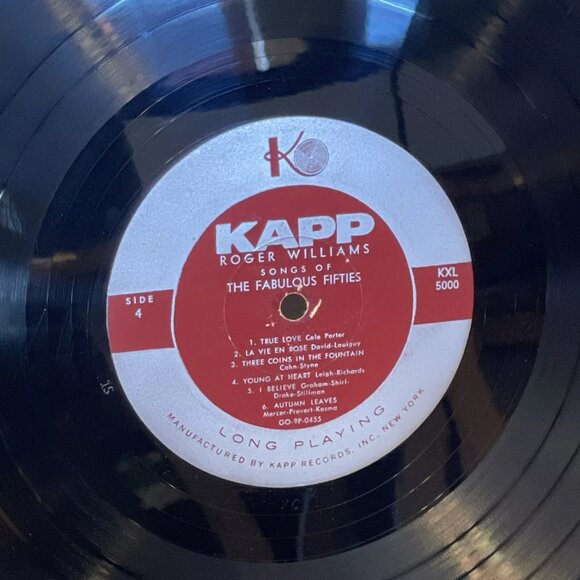 K
KAPP
ROGER WILLIAMS
SONGS OF
THE FABULOUS FIFTIES
SIDE
4
KXL
5000
1. TRUE LOVE Cole Porter
2. LA VIE EN ROSE David-Louiguy
3. THREE COINS IN THE FOUNTAIN
Cahn-Styne
4. YOUNG AT HEART Leigh-Richards
5. I BELIEVE Graham-Shirl-
Drake-Stillman
6. AUTUMN LEAVES
Mercer-Prevert-Kosma
GO-9P-0455
LONG PLAYING
MANUFACTURED BY KAPP RECORDS, INC., NEW YORK